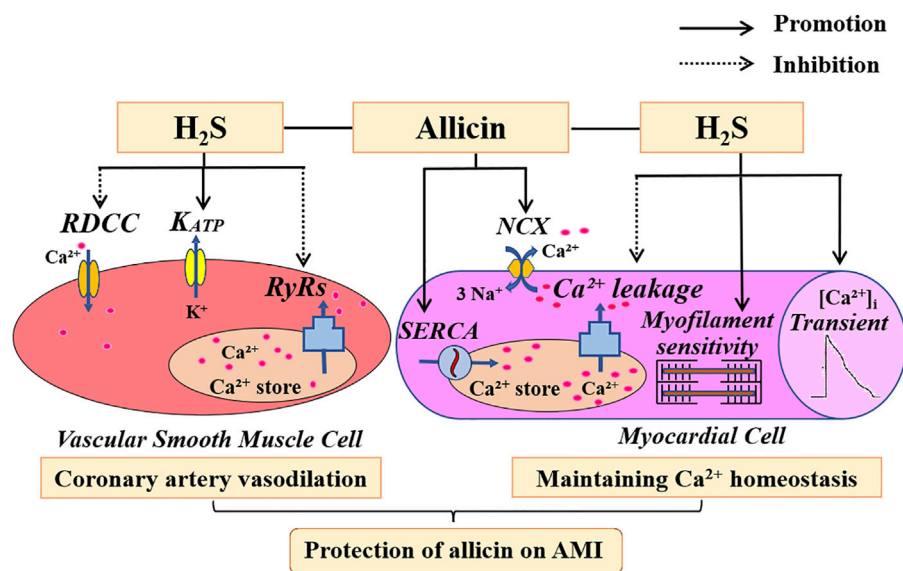 Promotion
Inhibition
H₂S
Allicin
H₂S
RDCC
K_ATP
Ca²⁺
K⁺
RyRs
Ca²⁺
Ca²⁺ store
NCX
Ca²⁺
3 Na⁺
Ca²⁺ leakage
SERCA
Ca²⁺ store
Ca²⁺
Myofilament
sensitivity
[Ca²⁺]i
Transient
Vascular Smooth Muscle Cell
Myocardial Cell
Coronary artery vasodilation
Maintaining Ca²⁺ homeostasis
Protection of allicin on AMI